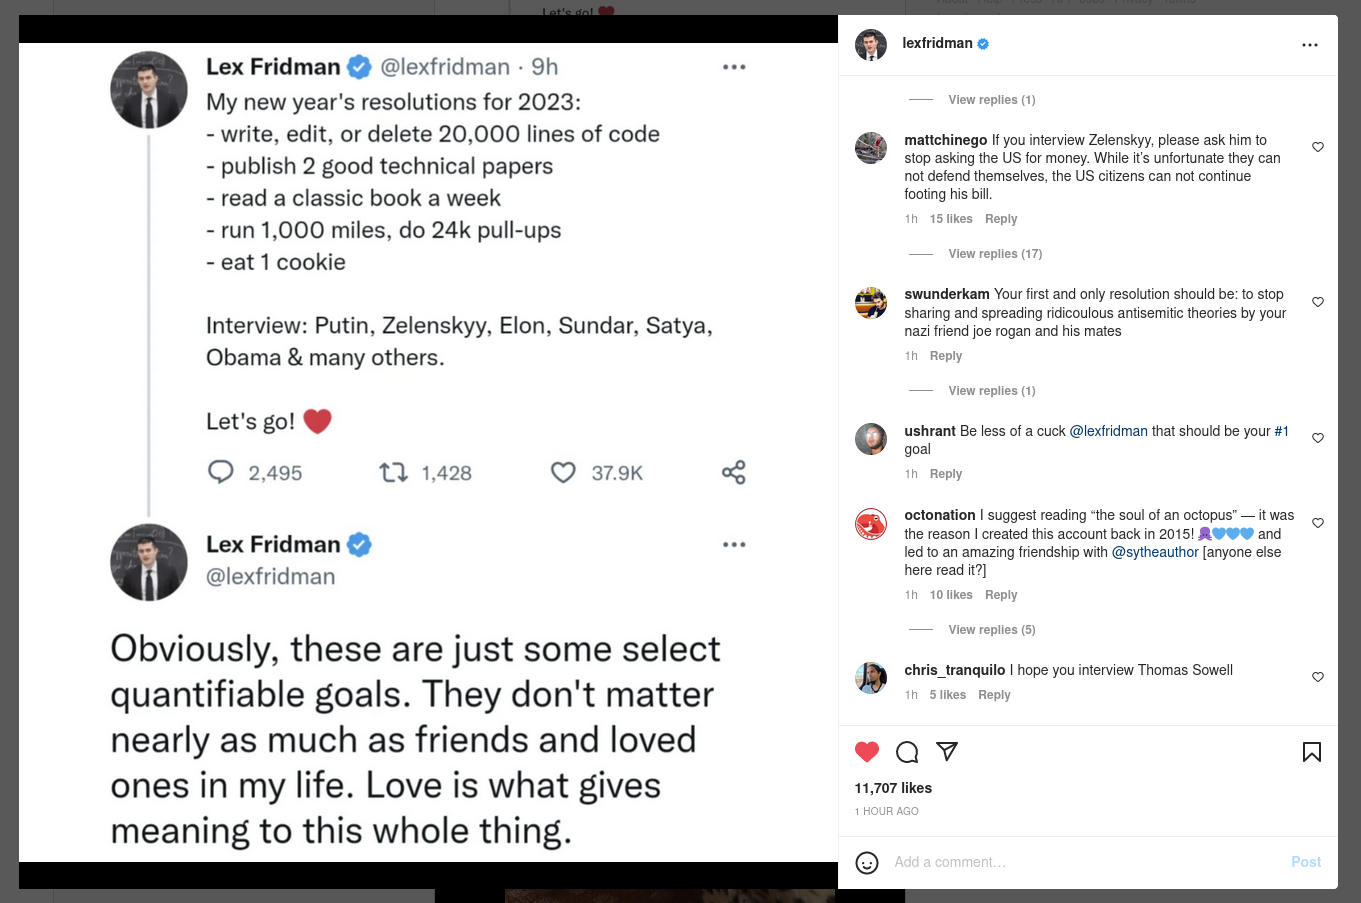 Let's go! ❤️
Lex Fridman @lexfridman · 9h
My new year's resolutions for 2023:
- write, edit, or delete 20,000 lines of code
- publish 2 good technical papers
- read a classic book a week
- run 1,000 miles, do 24k pull-ups
- eat 1 cookie
Interview: Putin, Zelenskyy, Elon, Sundar, Satya,
Obama & many others.
Let's go! ❤️
2,495 1,428 37.9K
Lex Fridman
@lexfridman
Obviously, these are just some select
quantifiable goals. They don't matter
nearly as much as friends and loved
ones in my life. Love is what gives
meaning to this whole thing.
lexfridman
View replies (1)
mattchinego If you interview Zelenskyy, please ask him to
stop asking the US for money. While it's unfortunate they can
not defend themselves, the US citizens can not continue
footing his bill.
1h 15 likes Reply
View replies (17)
swunderkam Your first and only resolution should be: to stop
sharing and spreading ridicoulous antisemitic theories by your
nazi friend joe rogan and his mates
1h Reply
View replies (1)
ushrant Be less of a cuck @lexfridman that should be your #1
goal
1h Reply
octonation I suggest reading “the soul of an octopus” — it was
the reason I created this account back in 2015! 🐙💙💙💙 and
led to an amazing friendship with @sytheauthor [anyone else
here read it?]
1h 10 likes Reply
View replies (5)
chris_tranquilo I hope you interview Thomas Sowell
1h 5 likes Reply
11,707 likes
1 HOUR AGO
Add a comment…
Post